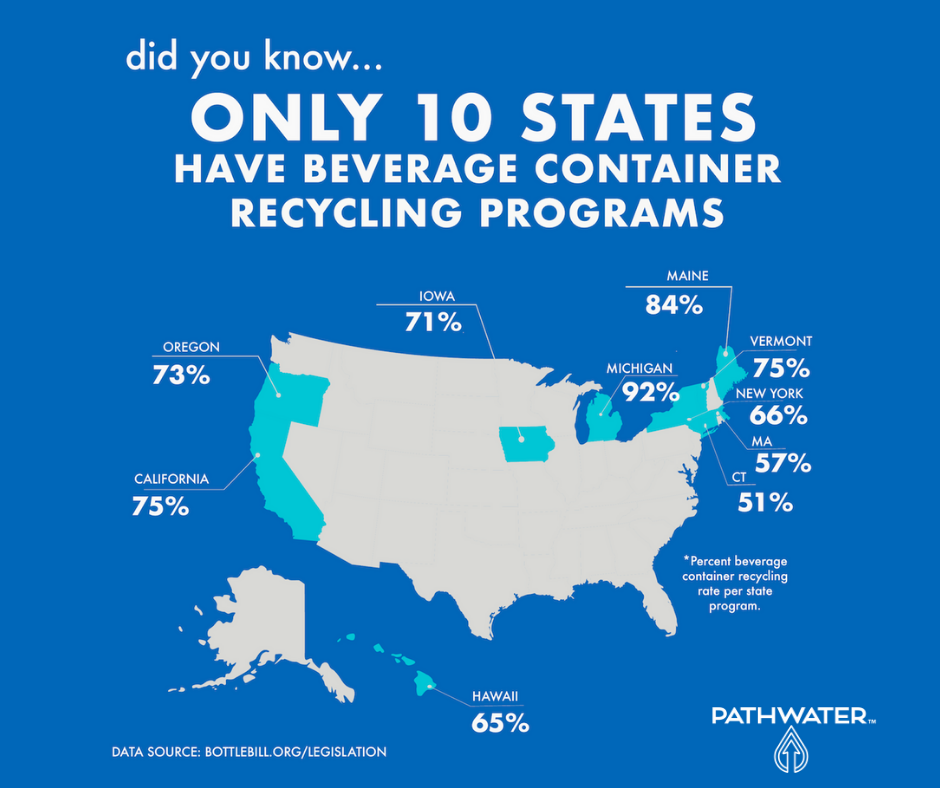 did you know...
ONLY 10 STATES
HAVE BEVERAGE CONTAINER
RECYCLING PROGRAMS
MAINE
84%
IOWA
71%
OREGON
73%
VERMONT
75%
MICHIGAN
92%
NEW YORK
66%
MA
57%
CALIFORNIA
75%
CT
51%
*Percent beverage
container recycling
rate per state
program.
HAWAII
65%
PATHWATER™
DATA SOURCE: BOTTLEBILL.ORG/LEGISLATION